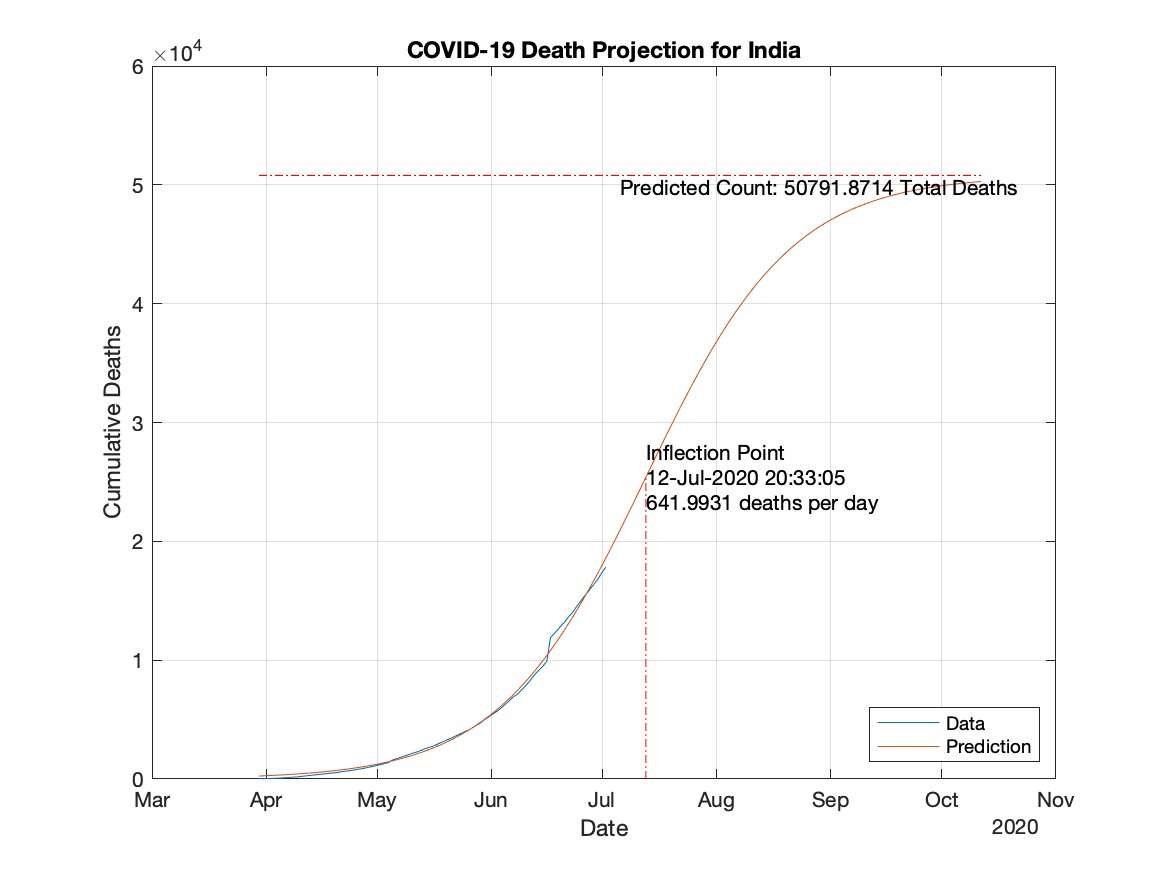 COVID-19 Death Projection for India
×10⁴
6
5
4
3
2
1
0
Cumulative Deaths
Predicted Count: 50791.8714 Total Deaths
Inflection Point
12-Jul-2020 20:33:05
641.9931 deaths per day
Data
Prediction
Mar Apr May Jun Jul Aug Sep Oct Nov
Date
2020